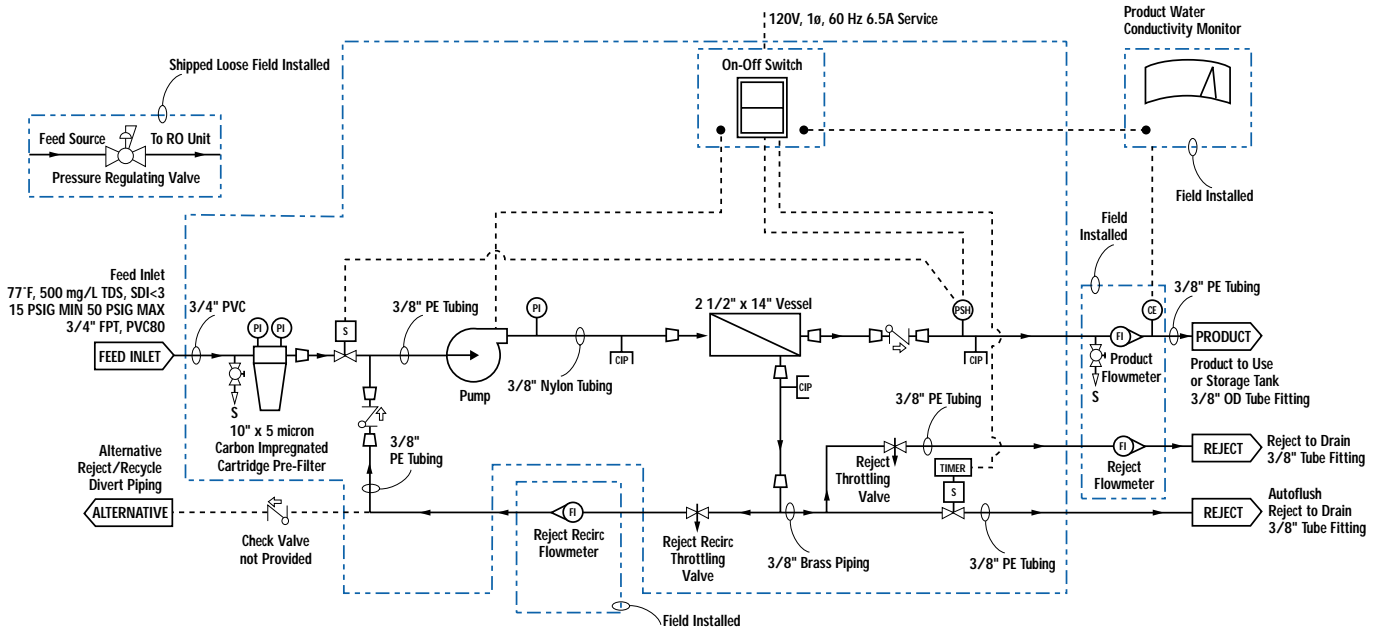 120V, 1ø, 60 Hz 6.5A Service
Product Water
Conductivity Monitor
Shipped Loose Field Installed
On-Off Switch
Feed Source
To RO Unit
Pressure Regulating Valve
Field Installed
Field
Installed
Feed Inlet
77˚F, 500 mg/L TDS, SDI<3
15 PSIG MIN 50 PSIG MAX
3/4" FPT, PVC80
3/4" PVC
3/8" PE Tubing
2 1/2" x 14" Vessel
3/8" PE Tubing
PI
PI
S
PI
PSH
CE
FEED INLET
FI
PRODUCT
CIP
CIP
Product
Flowmeter
S
S
Pump
3/8" Nylon Tubing
CIP
Product to Use
or Storage Tank
3/8" OD Tube Fitting
10" x 5 micron
Carbon Impregnated
Cartridge Pre-Filter
3/8" PE Tubing
Alternative
Reject/Recycle
Divert Piping
3/8"
PE Tubing
FI
REJECT
Reject to Drain
3/8" Tube Fitting
Reject
Throttling
Valve
TIMER
S
Reject
Flowmeter
ALTERNATIVE
FI
REJECT
Autoflush
Reject to Drain
3/8" Tube Fitting
Check Valve
not Provided
Reject Recirc
Flowmeter
Reject Recirc
Throttling
Valve
3/8" Brass Piping
3/8" PE Tubing
Field Installed